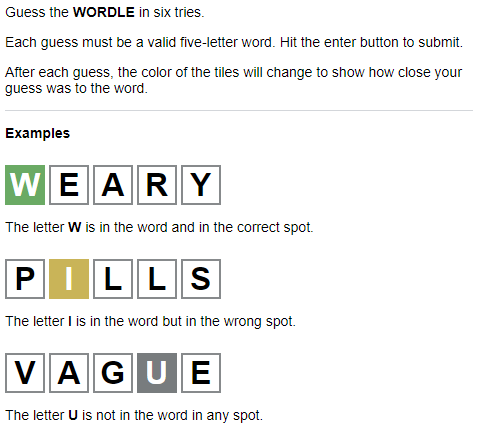 Guess the WORDLE in six tries.
Each guess must be a valid five-letter word. Hit the enter button to submit.
After each guess, the color of the tiles will change to show how close your
guess was to the word.
Examples
W E A R Y
The letter W is in the word and in the correct spot.
P I L L S
The letter I is in the word but in the wrong spot.
V A G U E
The letter U is not in the word in any spot.